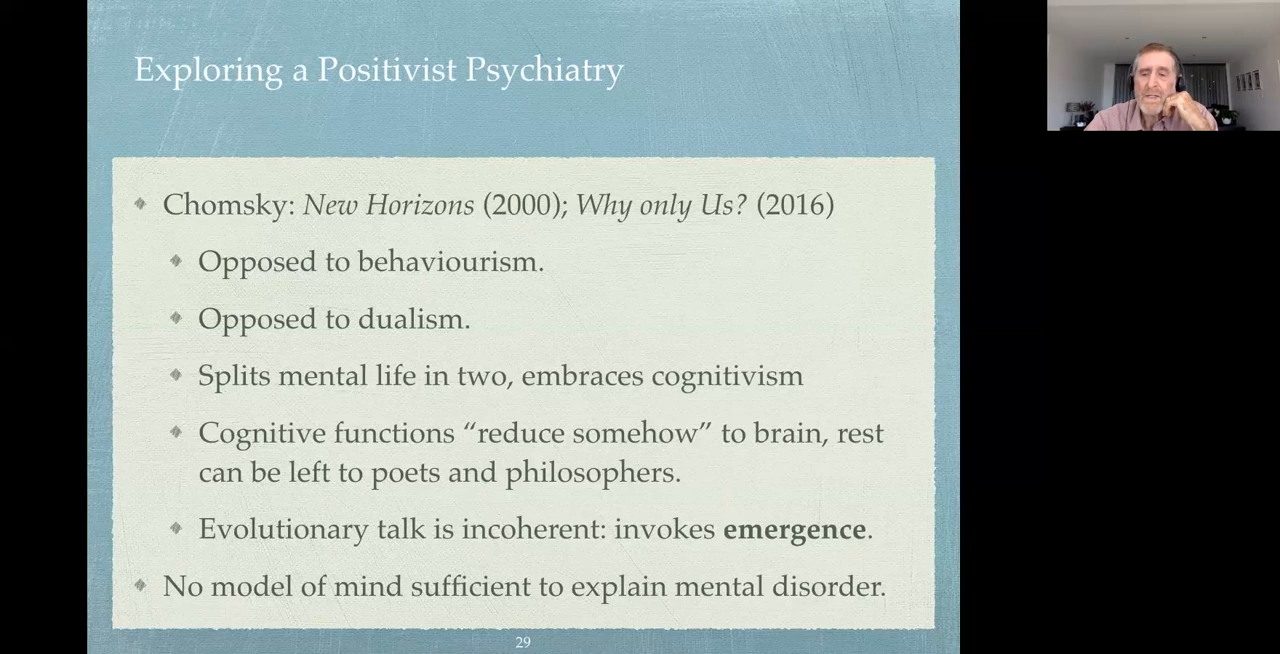 Exploring a Positivist Psychiatry
Chomsky: New Horizons (2000); Why only Us? (2016)
Opposed to behaviourism.
Opposed to dualism.
Splits mental life in two, embraces cognitivism
Cognitive functions “reduce somehow” to brain, rest
can be left to poets and philosophers.
Evolutionary talk is incoherent: invokes emergence.
No model of mind sufficient to explain mental disorder.
29